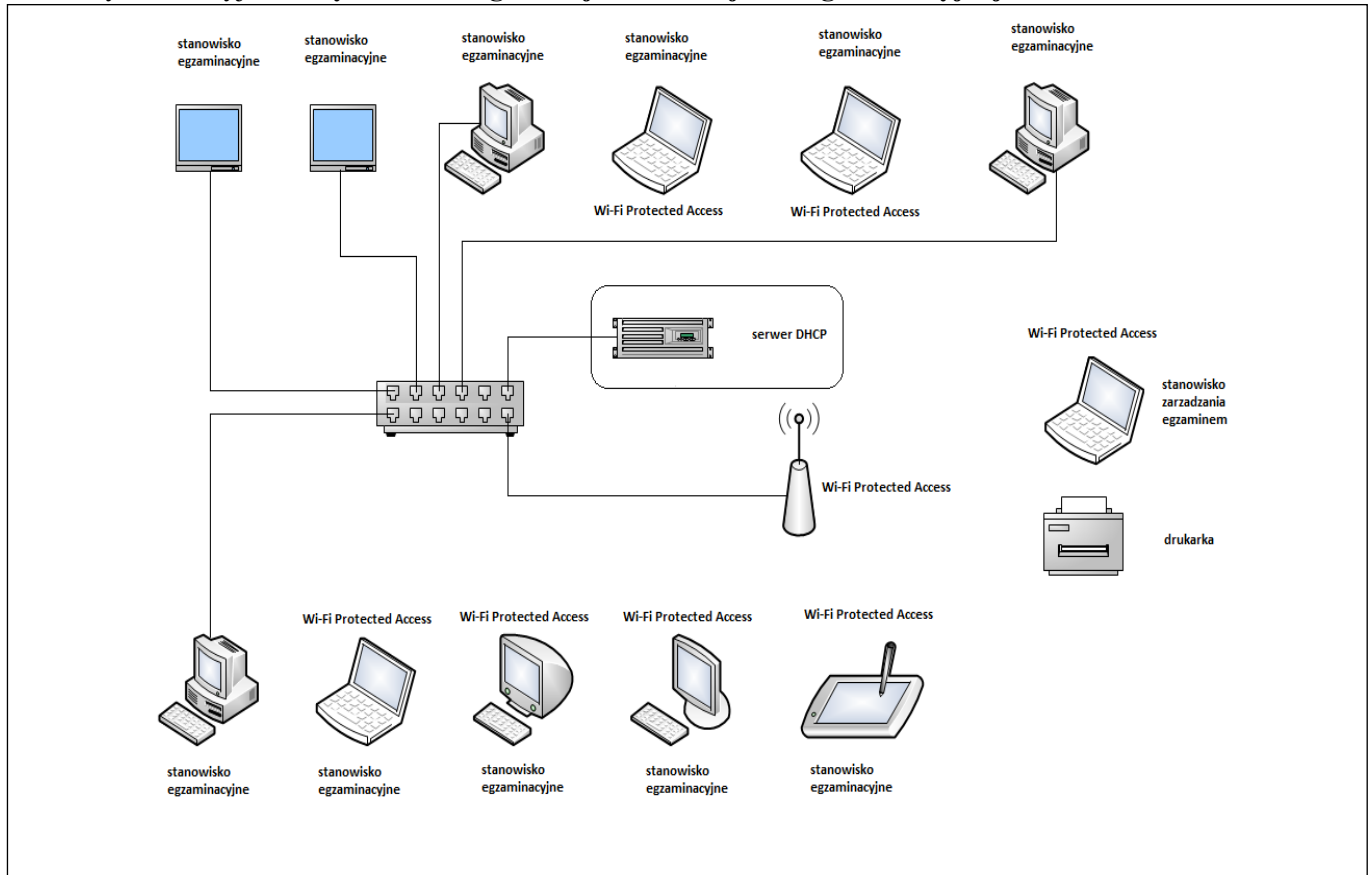 stanowisko
egzaminacyjne
stanowisko
egzaminacyjne
stanowisko
egzaminacyjne
stanowisko
egzaminacyjne
stanowisko
egzaminacyjne
stanowisko
egzaminacyjne
Wi-Fi Protected Access
Wi-Fi Protected Access
serwer DHCP
Wi-Fi Protected Access
stanowisko
zarzadzania
egzaminem
Wi-Fi Protected Access
drukarka
Wi-Fi Protected Access
Wi-Fi Protected Access
Wi-Fi Protected Access
Wi-Fi Protected Access
stanowisko
egzaminacyjne
stanowisko
egzaminacyjne
stanowisko
egzaminacyjne
stanowisko
egzaminacyjne
stanowisko
egzaminacyjne